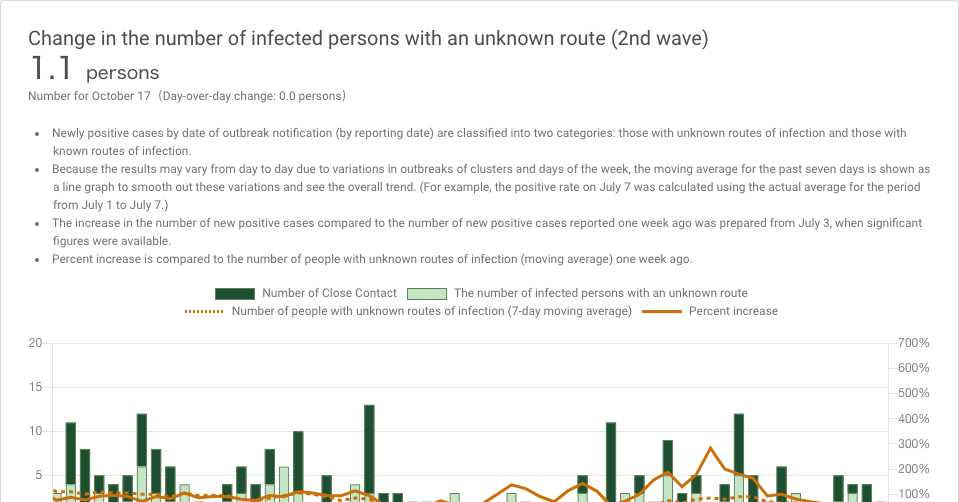 Change in the number of infected persons with an unknown route (2nd wave)
1.1 persons
Number for October 17（Day-over-day change: 0.0 persons）
• Newly positive cases by date of outbreak notification (by reporting date) are classified into two categories: those with unknown routes of infection and those with
known routes of infection.
• Because the results may vary from day to day due to variations in outbreaks of clusters and days of the week, the moving average for the past seven days is shown as
a line graph to smooth out these variations and see the overall trend. (For example, the positive rate on July 7 was calculated using the actual average for the period
from July 1 to July 7.)
• The increase in the number of new positive cases compared to the number of new positive cases reported one week ago was prepared from July 3, when significant
figures were available.
• Percent increase is compared to the number of people with unknown routes of infection (moving average) one week ago.
Number of Close Contact The number of infected persons with an unknown route
Number of people with unknown routes of infection (7-day moving average) Percent increase
20 700%
600%
15 500%
400%
10 300%
200%
5 100%